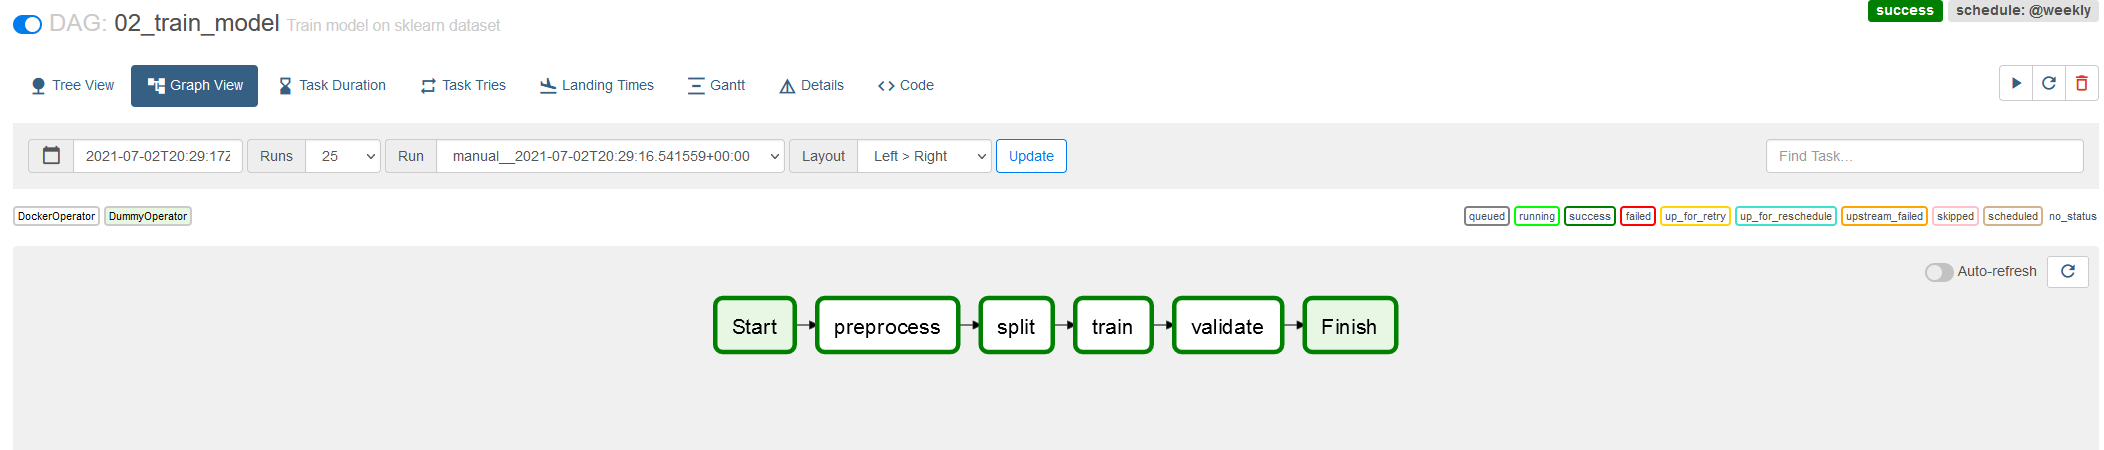 DAG: 02_train_model Train model on sklearn dataset
success schedule: @weekly
Tree View Graph View Task Duration Task Tries Landing Times Gantt Details Code
2021-07-02T20:29:17Z Runs 25 Run manual__2021-07-02T20:29:16.541559+00:00 Layout Left > Right Update Find Task...
DockerOperator DummyOperator
queued running success failed up_for_retry up_for_reschedule upstream_failed skipped scheduled no_status
Auto-refresh
Start preprocess split train validate Finish